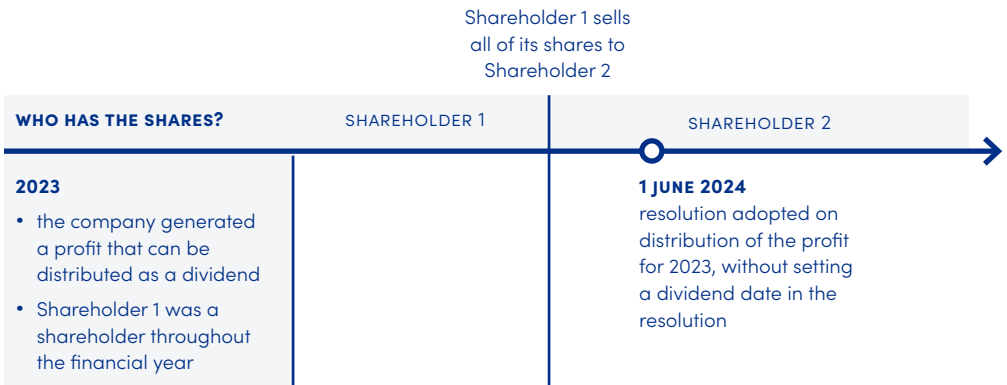 Shareholder 1 sells
all of its shares to
Shareholder 2
WHO HAS THE SHARES?
SHAREHOLDER 1
SHAREHOLDER 2
2023
• the company generated
a profit that can be
distributed as a dividend
• Shareholder 1 was a
shareholder throughout
the financial year
1 JUNE 2024
resolution adopted on
distribution of the profit
for 2023, without setting
a dividend date in the
resolution